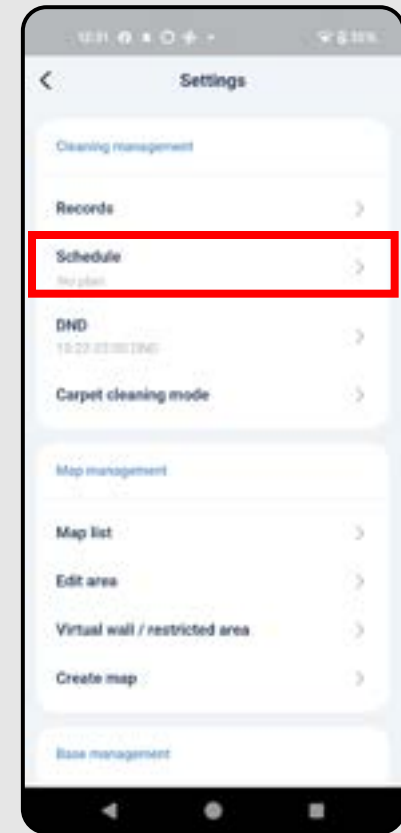 Settings
Cleaning management
Records
Schedule
No plan
DND
Carpet cleaning mode
Map management
Map list
Edit area
Virtual wall / restricted area
Create map
Base management